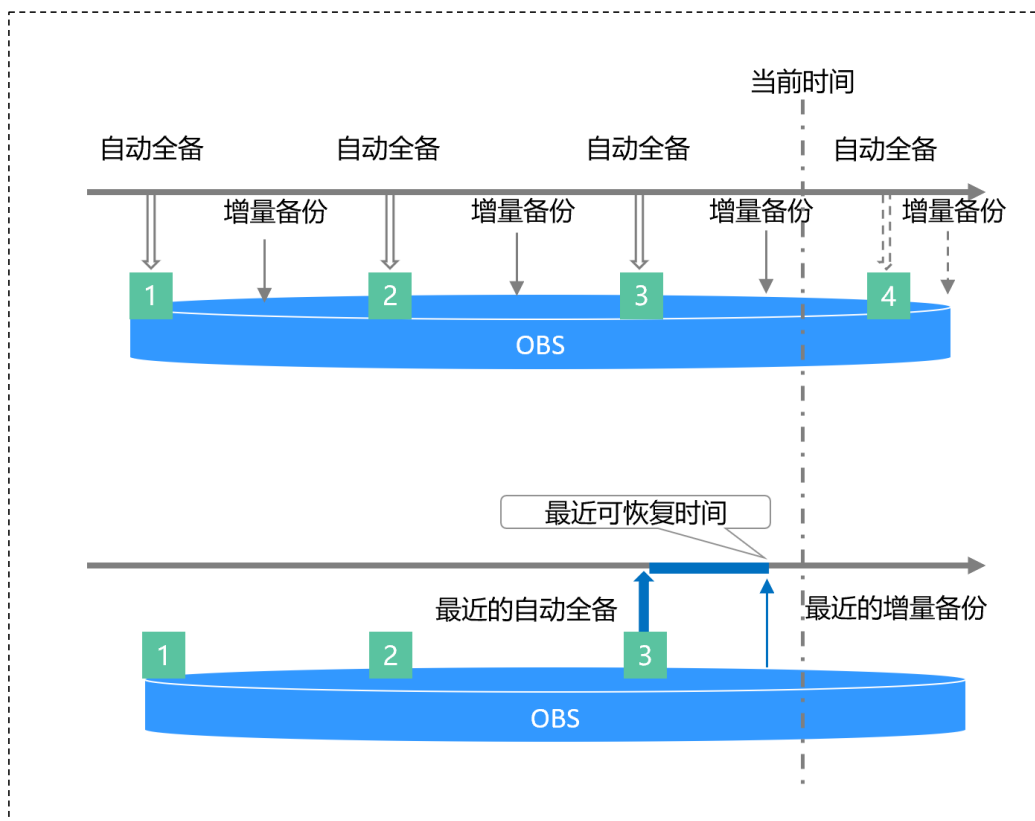 当前时间
自动全备
自动全备
自动全备
自动全备
增量备份
增量备份
增量备份
增量备份
1
2
3
4
OBS
最近可恢复时间
最近的自动全备
最近的增量备份
1
2
3
OBS